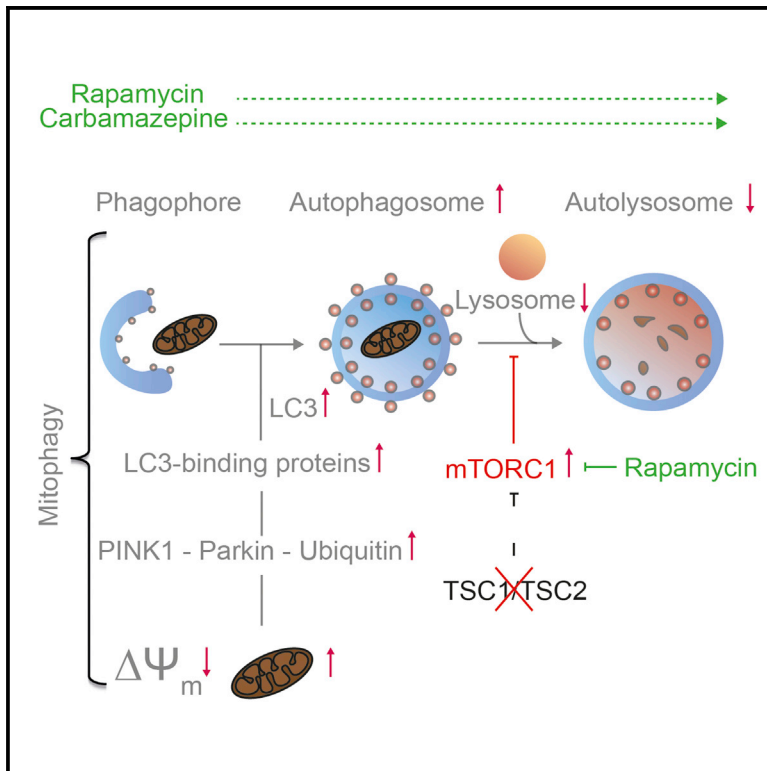 Rapamycin
Carbamazepine
Phagophore Autophagosome ↑ Autolysosome ↓
Lysosome ↓
LC3 ↑
LC3-binding proteins ↑
mTORC1 ↑ Rapamycin
PINK1 - Parkin - Ubiquitin ↑
TSC1/TSC2
ΔΨm ↓ ↑
Mitophagy